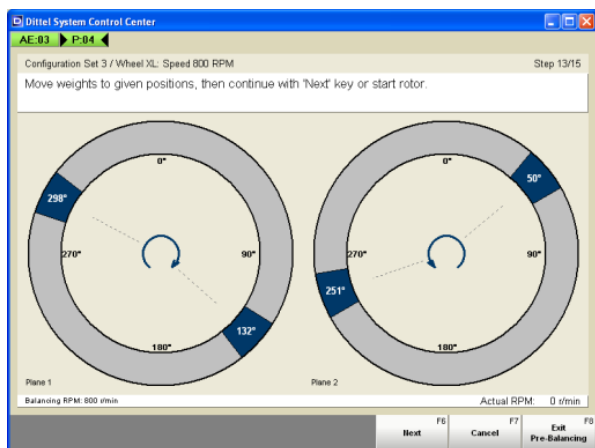 Dittel System Control Center
AE:03 P:04
Configuration Set 3 / Wheel XL: Speed 800 RPM Step 13/15
Move weights to given positions, then continue with 'Next' key or start rotor.
0° 0°
298° 50°
270° 90° 270° 90°
251°
132°
180° 180°
Plane 1 Plane 2
Balancing RPM: 800 r/min Actual RPM: 0 r/min
F6 F7 F8
Next Cancel Exit
Pre-Balancing